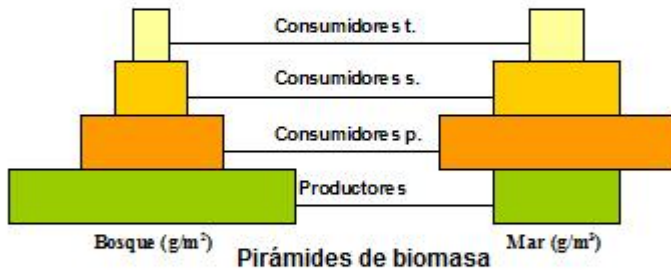 Consumidores t.
Consumidores s.
Consumidores p.
Productores
Bosque (g/m²)
Mar (g/m²)
Pirámides de biomasa